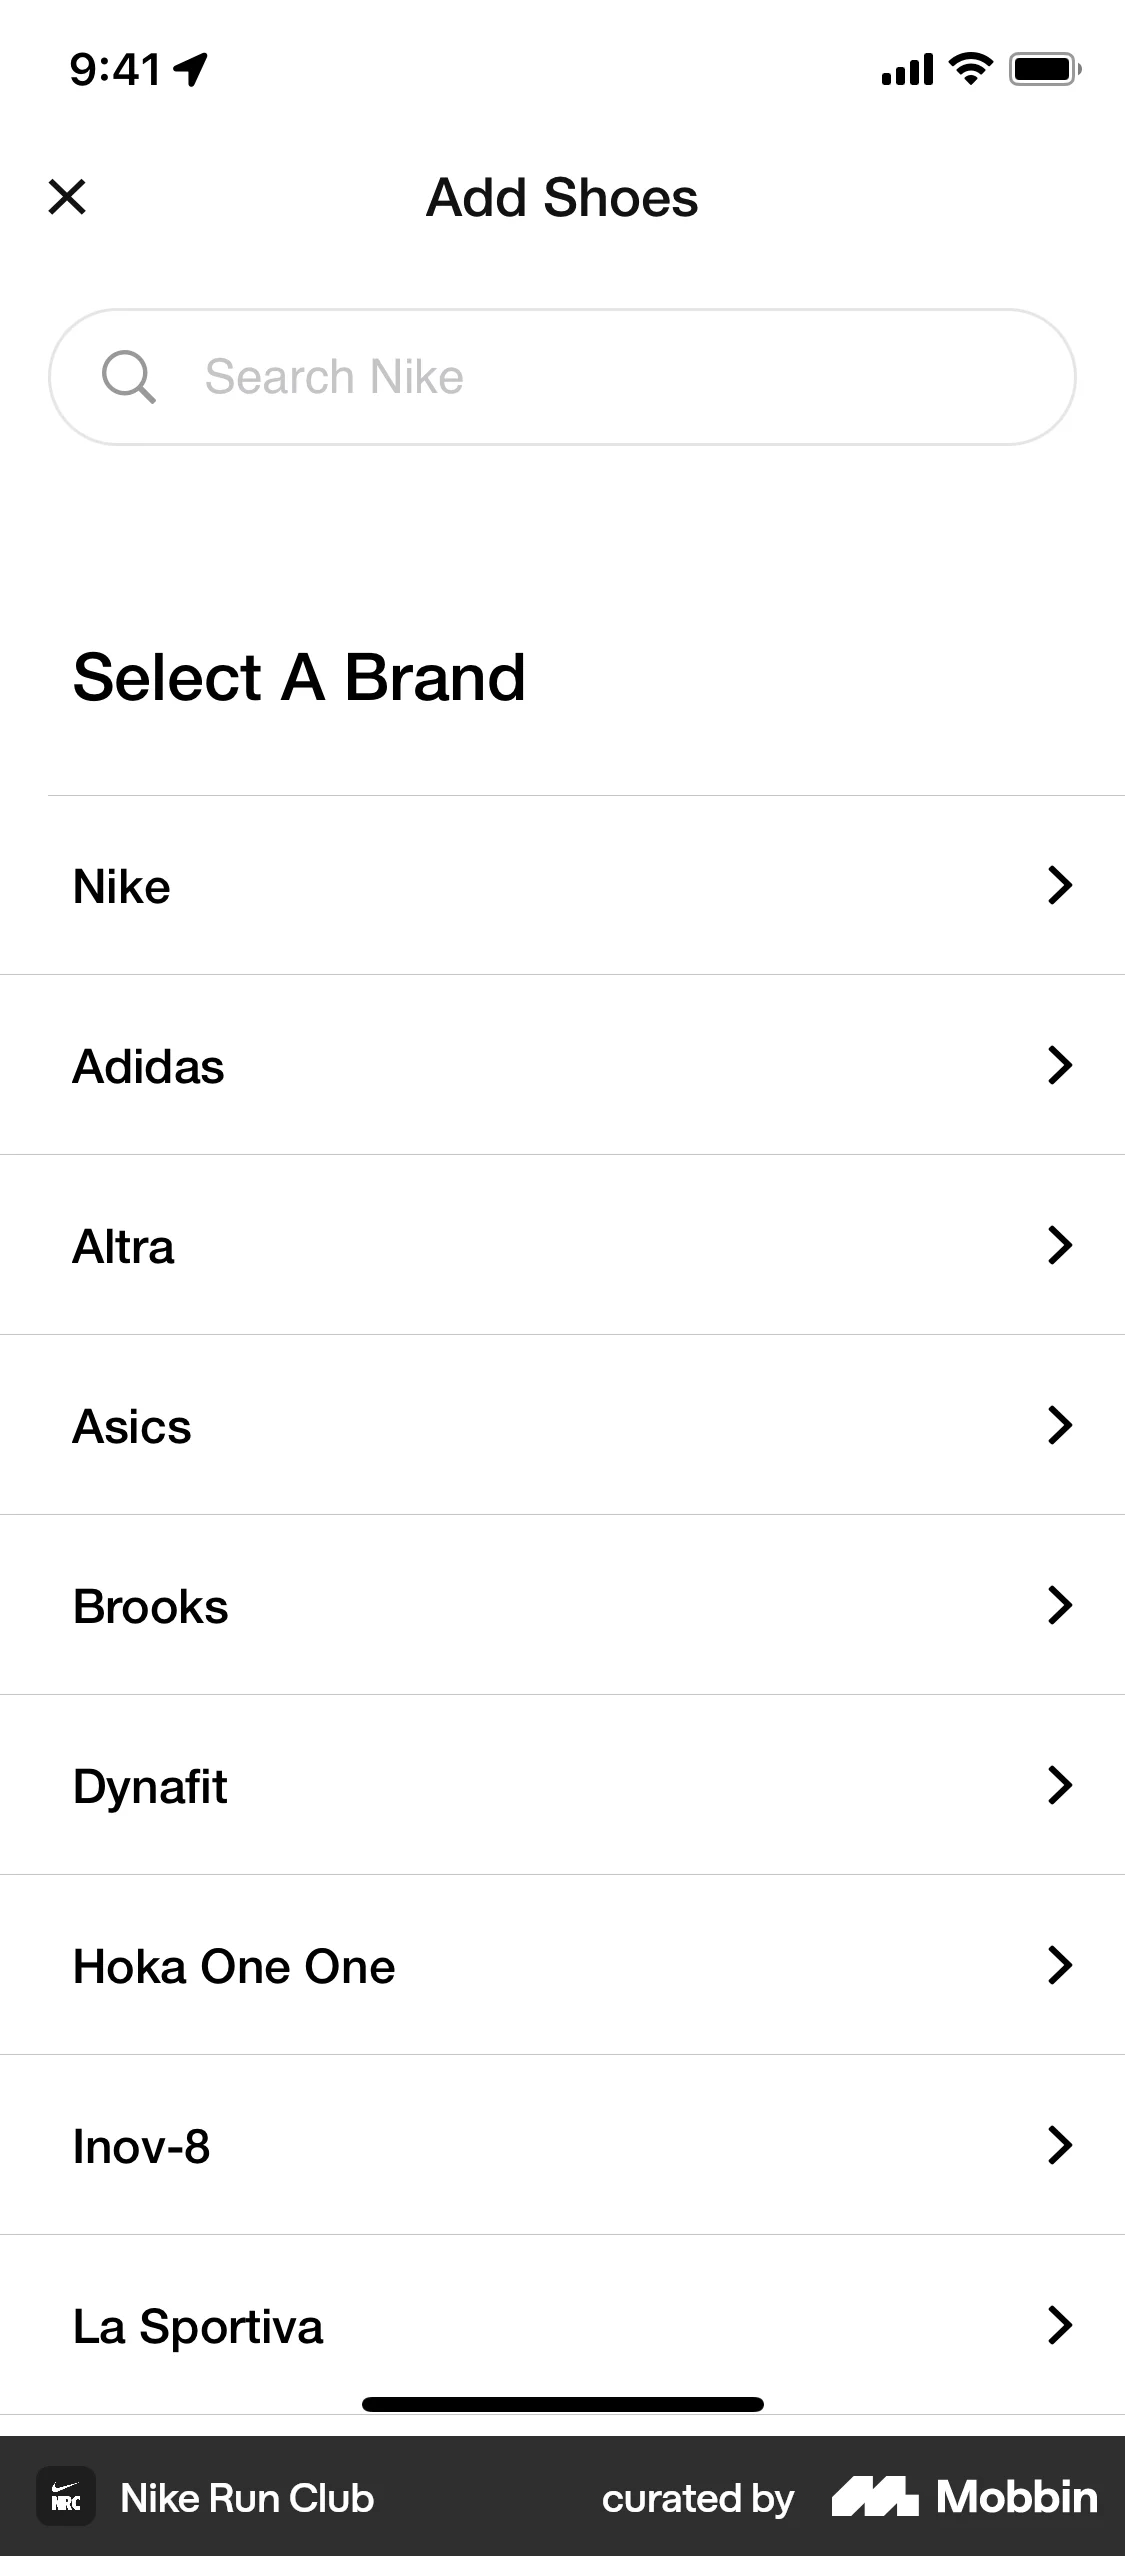 9:41
Add Shoes
Search Nike
Select A Brand
Nike
Adidas
Altra
Asics
Brooks
Dynafit
Hoka One One
Inov-8
La Sportiva
NRC Nike Run Club curated by Mobbin